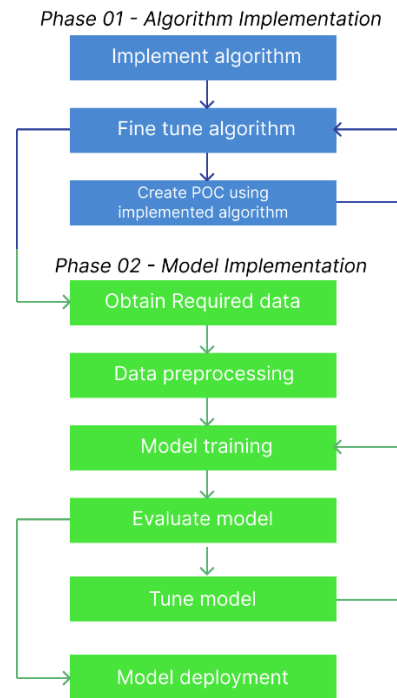 Phase 01 - Algorithm Implementation
Implement algorithm
Fine tune algorithm
Create POC using
implemented algorithm
Phase 02 - Model Implementation
Obtain Required data
Data preprocessing
Model training
Evaluate model
Tune model
Model deployment